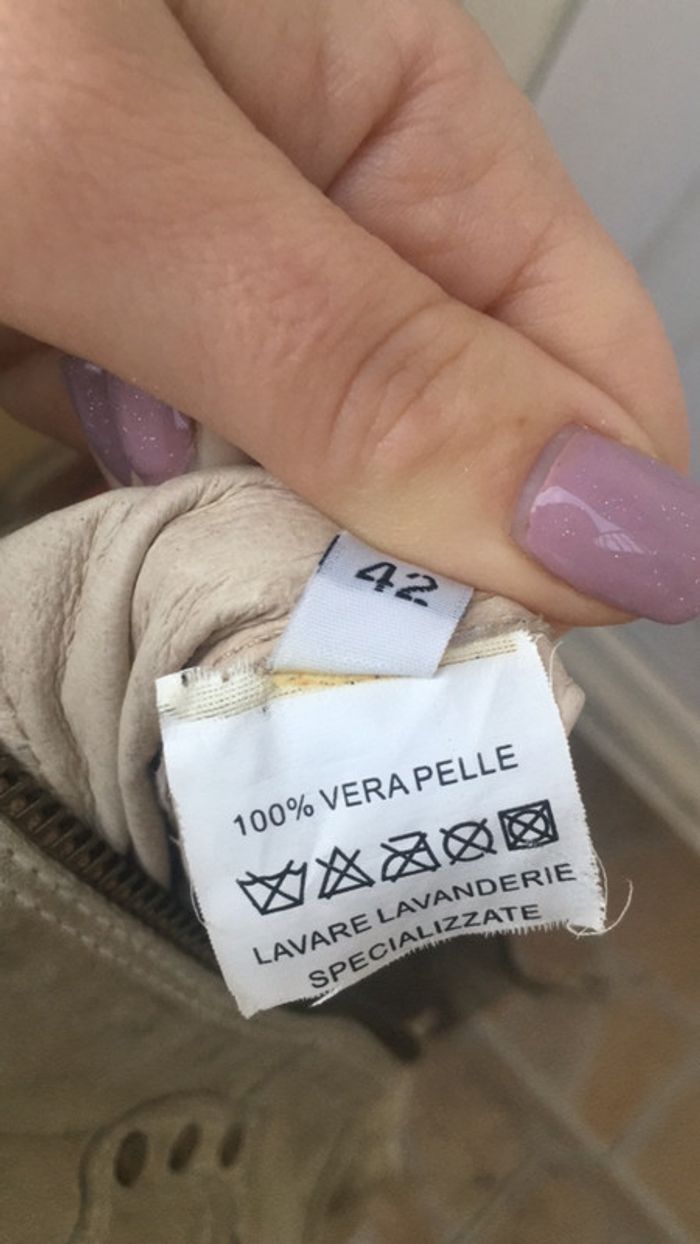 42
100% VERA PELLE
LAVARE LAVANDERIE
SPECIALIZZATE